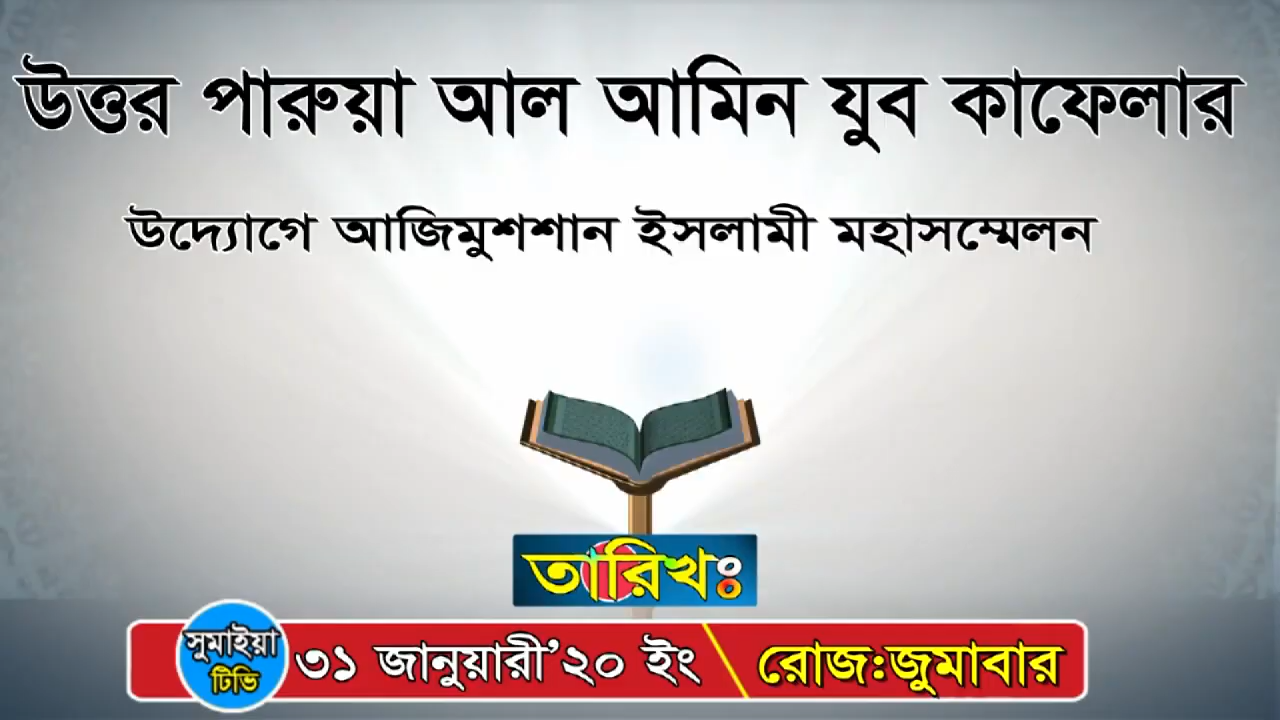 উত্তর পারুয়া আল আমিন যুব কাফেলার
উদ্যোগে আজিমুশশান ইসলামী মহাসম্মেলন
তারিখঃ
সুমাইয়া
টিভি
৩১ জানুয়ারী’২০ ইং
রোজ:জুমাবার